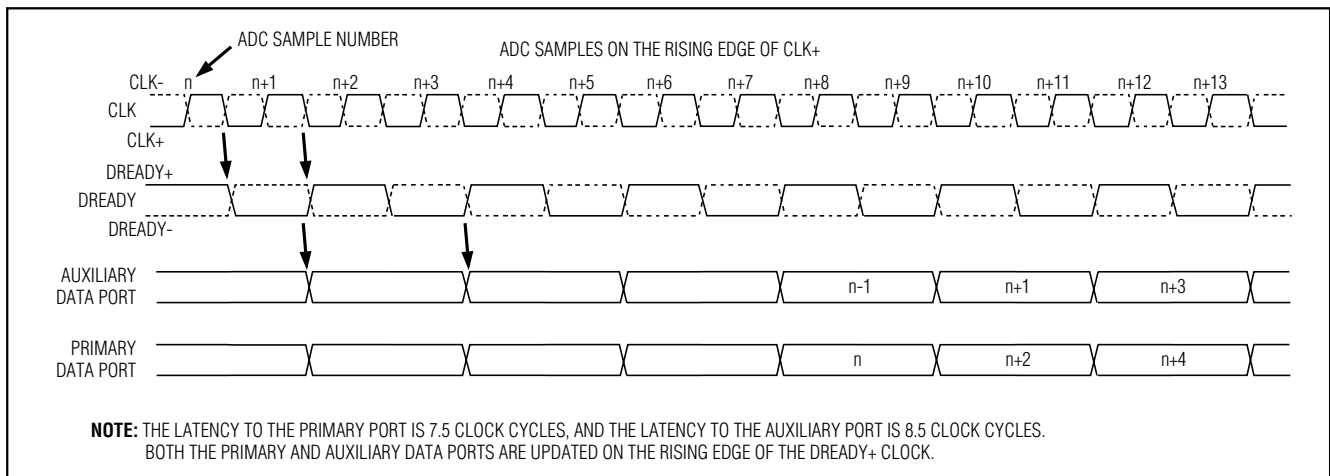 ADC SAMPLE NUMBER
ADC SAMPLES ON THE RISING EDGE OF CLK+
CLK- n n+1 n+2 n+3 n+4 n+5 n+6 n+7 n+8 n+9 n+10 n+11 n+12 n+13
CLK
CLK+
DREADY+
DREADY
DREADY-
AUXILIARY
DATA PORT
n-1 n+1 n+3
PRIMARY
DATA PORT
n n+2 n+4
NOTE: THE LATENCY TO THE PRIMARY PORT IS 7.5 CLOCK CYCLES, AND THE LATENCY TO THE AUXILIARY PORT IS 8.5 CLOCK CYCLES.
BOTH THE PRIMARY AND AUXILIARY DATA PORTS ARE UPDATED ON THE RISING EDGE OF THE DREADY+ CLOCK.